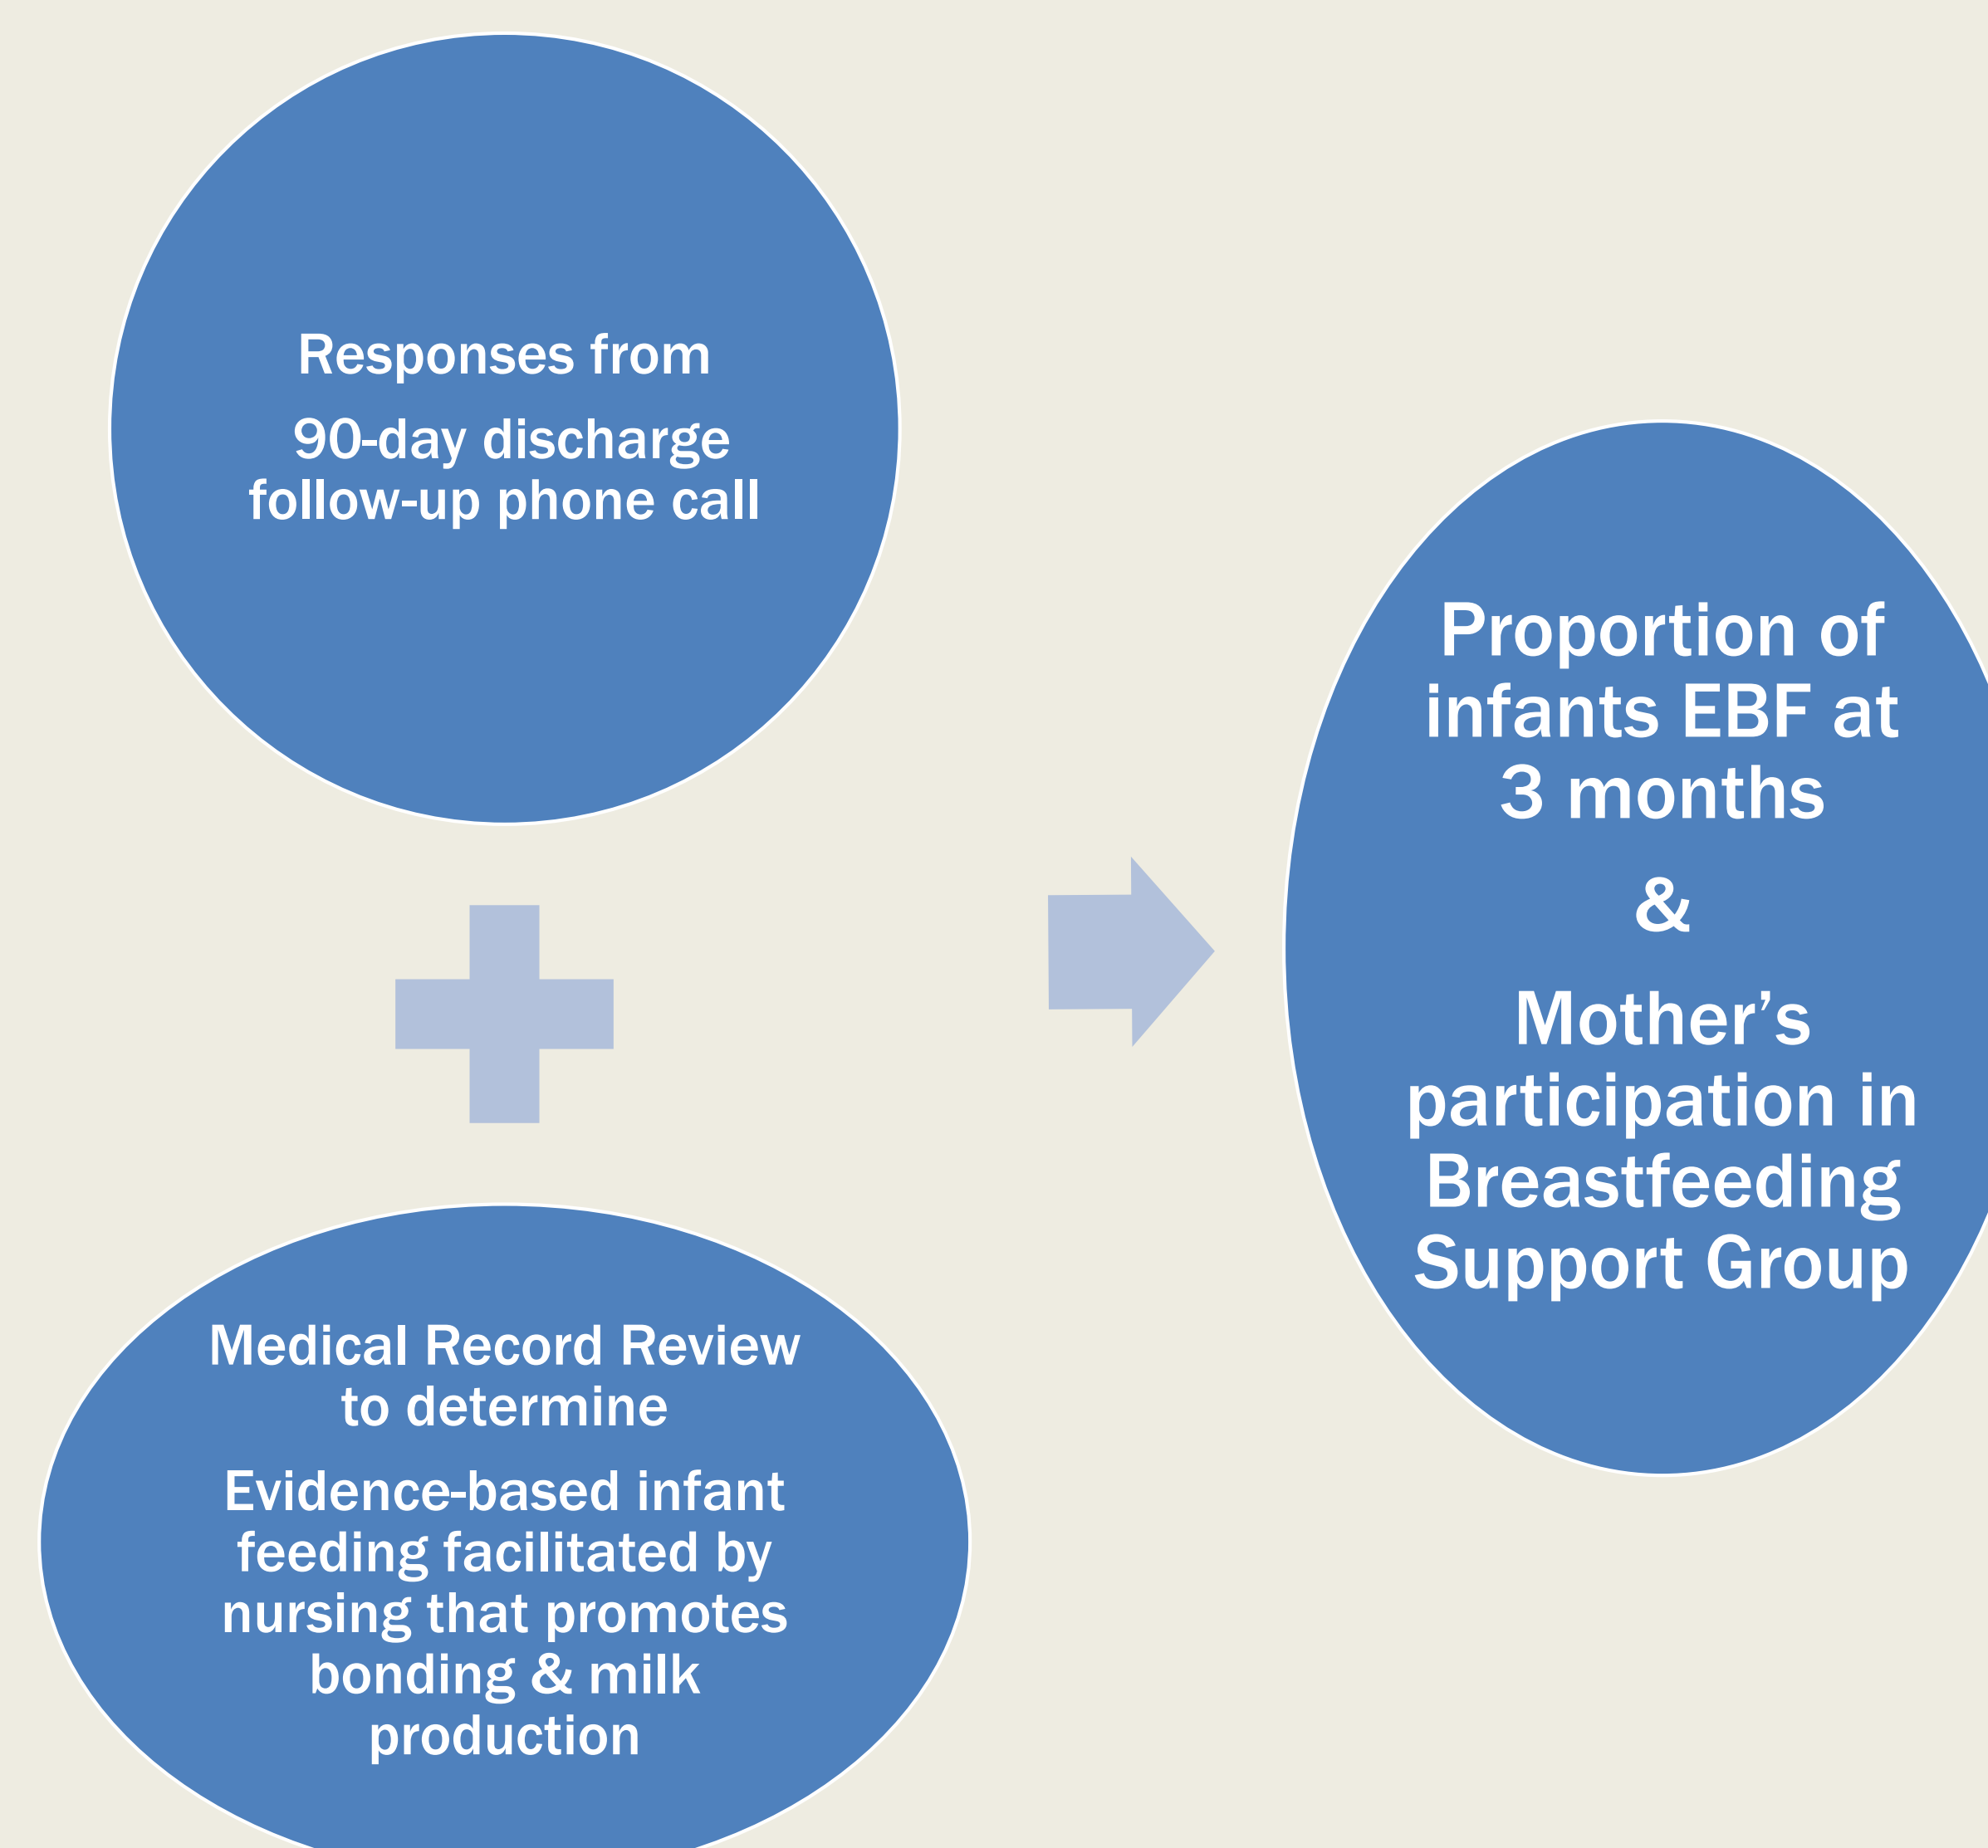 Responses from
90-day discharge
follow-up phone call
Medical Record Review
to determine
Evidence-based infant
feeding facilitated by
nursing that promotes
bonding & milk
production
Proportion of
infants EBF at
3 months
&
Mother’s
participation in
Breastfeeding
Support Group